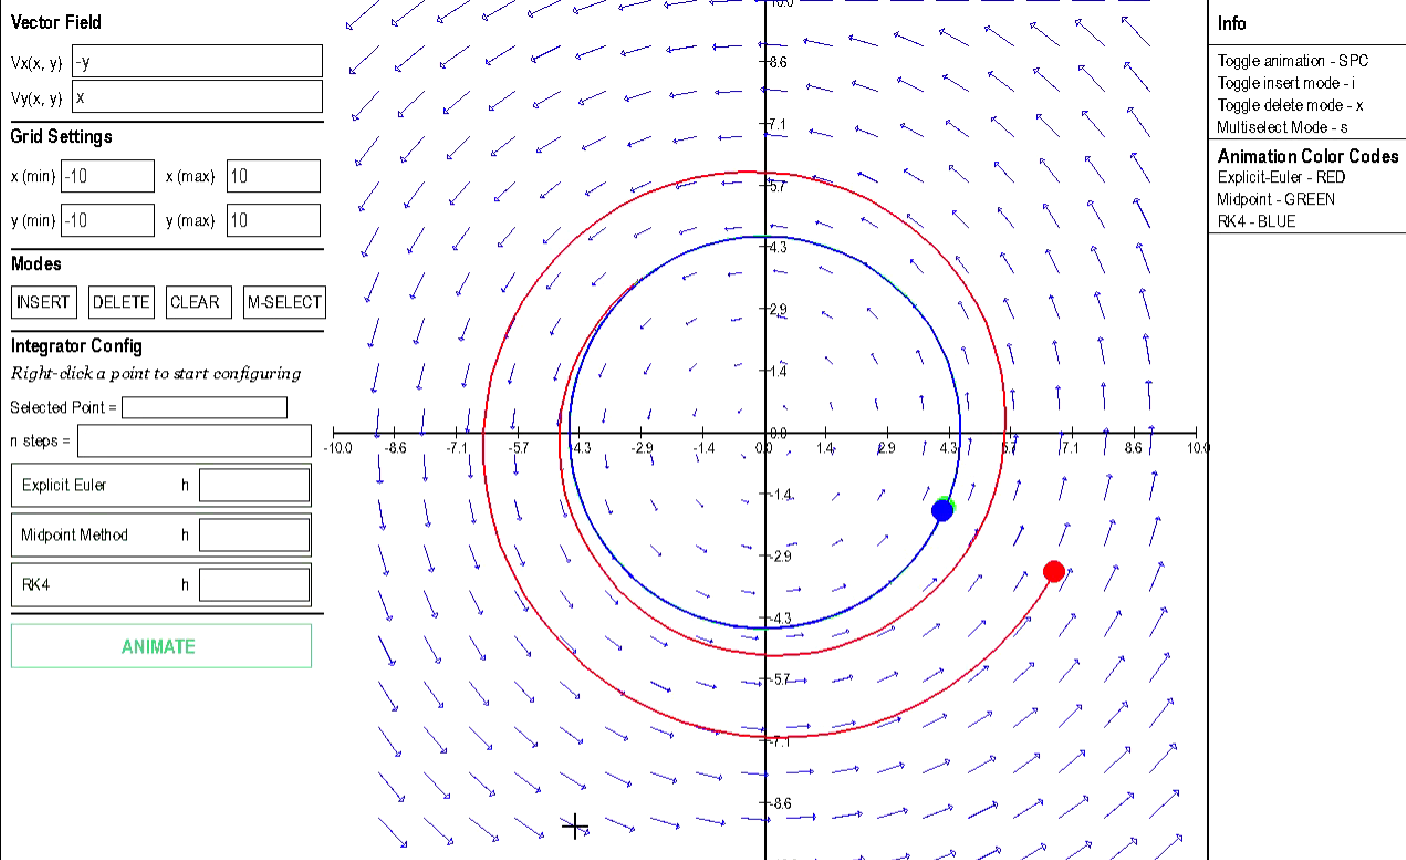 Vector Field
Vx(x, y) -y
Vy(x, y) x
Grid Settings
x (min) -10 x (max) 10
y (min) -10 y (max) 10
Modes
INSERT DELETE CLEAR M-SELECT
Integrator Config
Right-click a point to start configuring
Selected Point =
n steps =
Explicit Euler h
Midpoint Method h
RK4 h
ANIMATE
10.0
8.6
7.1
5.7
4.3
2.9
1.4
0.0
-10.0 -8.6 -7.1 -5.7 -4.3 -2.9 -1.4 0.0 1.4 2.9 4.3 5.7 7.1 8.6 10.0
-1.4
-2.9
-4.3
-5.7
-7.1
-8.6
Info
Toggle animation - SPC
Toggle insert mode - i
Toggle delete mode - x
Multiselect Mode - s
Animation Color Codes
Explicit-Euler - RED
Midpoint - GREEN
RK4 - BLUE